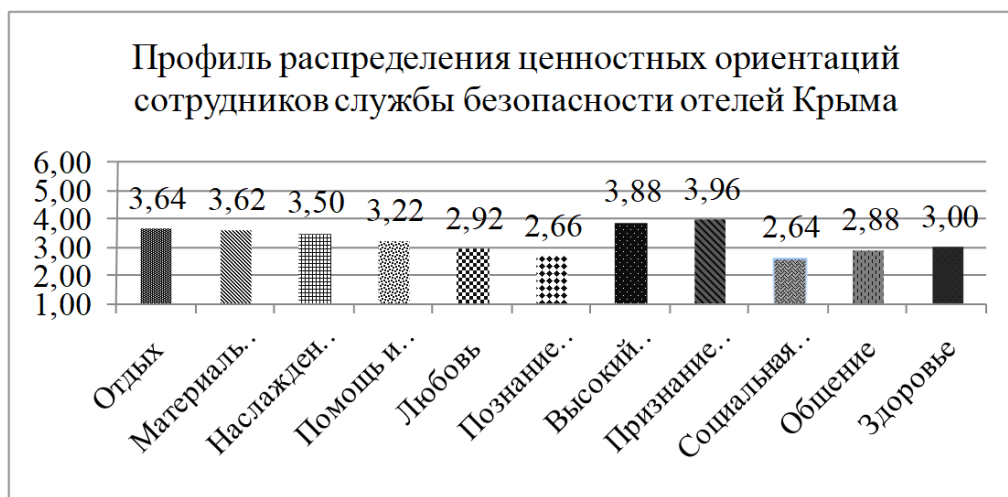 Профиль распределения ценностных ориентаций
сотрудников службы безопасности отелей Крыма
6,00
5,00
4,00
3,00
2,00
1,00
3,64
3,62
3,50
3,22
2,92
2,66
3,88
3,96
2,64
2,88
3,00
Отдых
Материаль..
Наслажден..
Помощь и..
Любовь
Познание..
Высокий..
Признание..
Социальная..
Общение
Здоровье